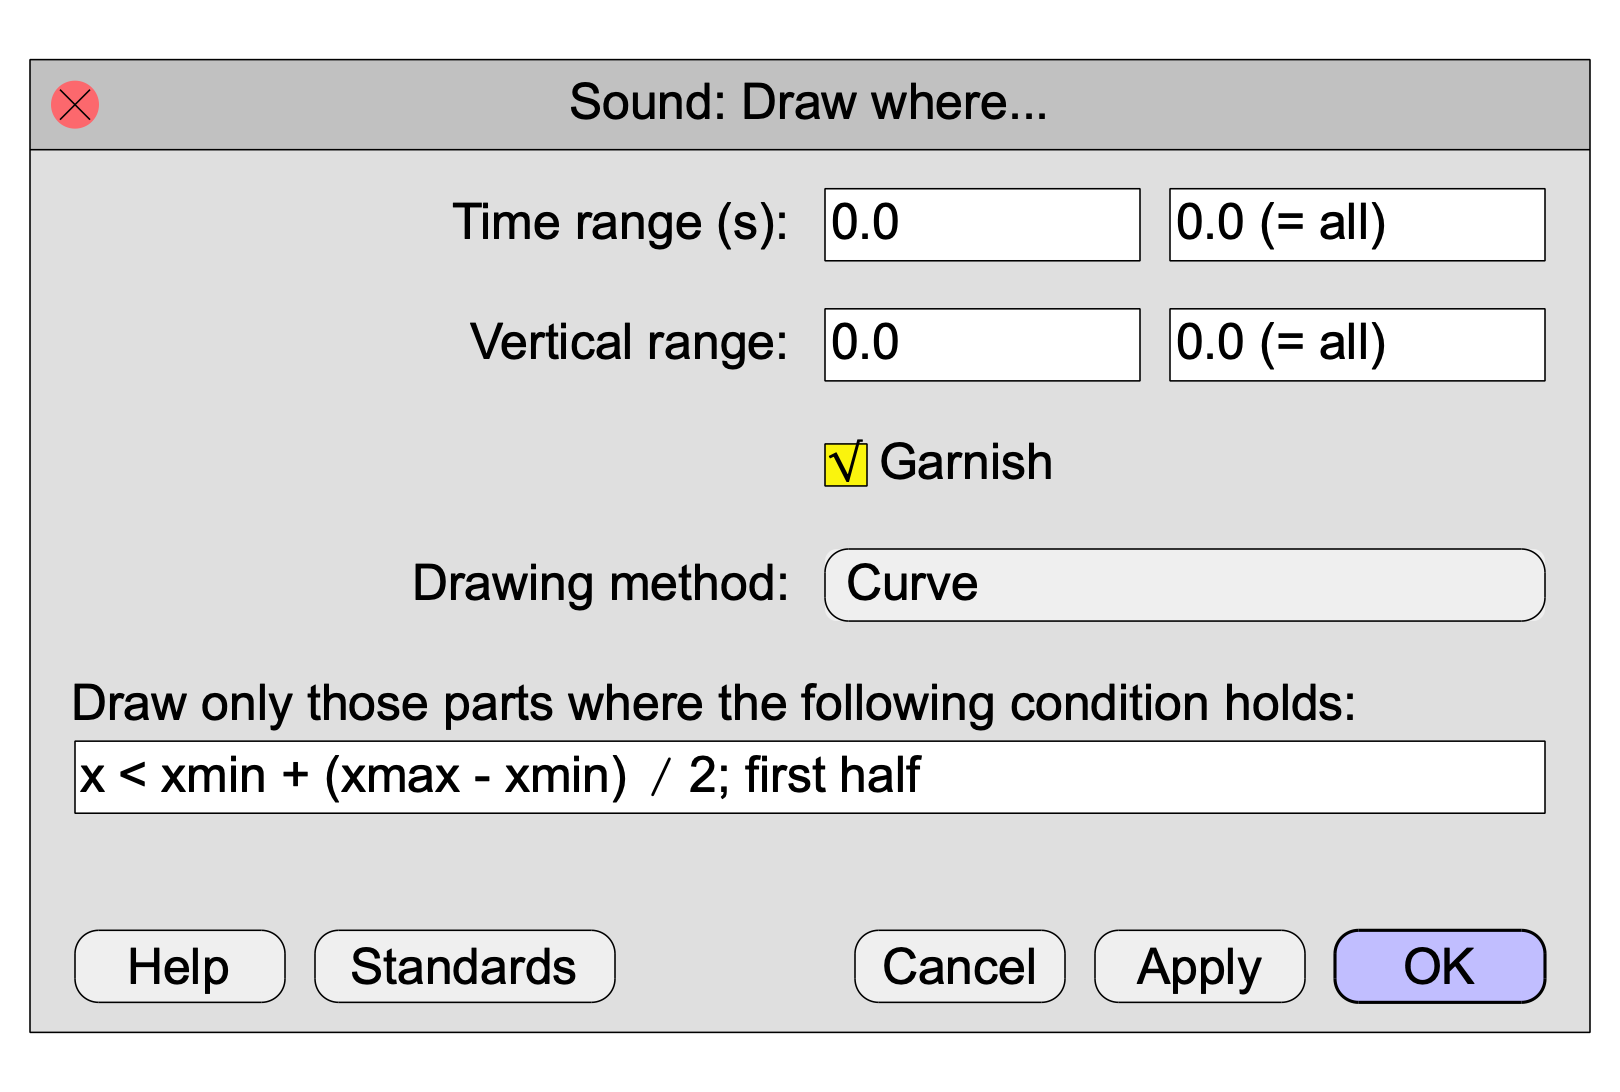 Sound: Draw where...
Time range (s): 0.0 0.0 (= all)
Vertical range: 0.0 0.0 (= all)
√ Garnish
Drawing method: Curve
Draw only those parts where the following condition holds:
x < xmin + (xmax - xmin) / 2; first half
Help Standards Cancel Apply OK